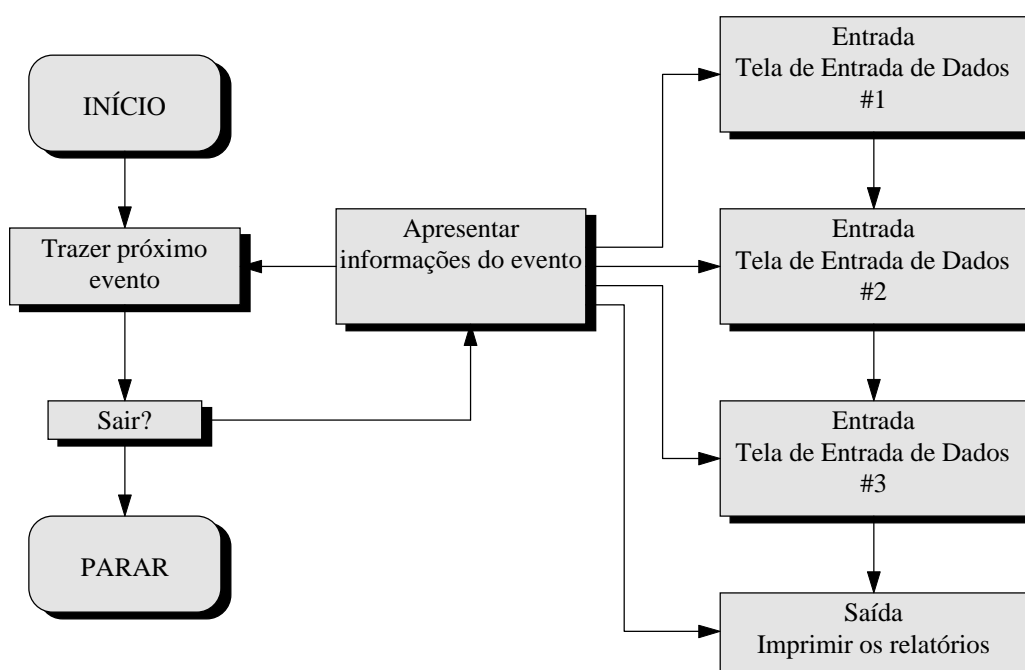 INÍCIO
Trazer próximo
evento
Sair?
PARAR
Apresentar
informações do evento
Entrada
Tela de Entrada de Dados
#1
Entrada
Tela de Entrada de Dados
#2
Entrada
Tela de Entrada de Dados
#3
Saída
Imprimir os relatórios